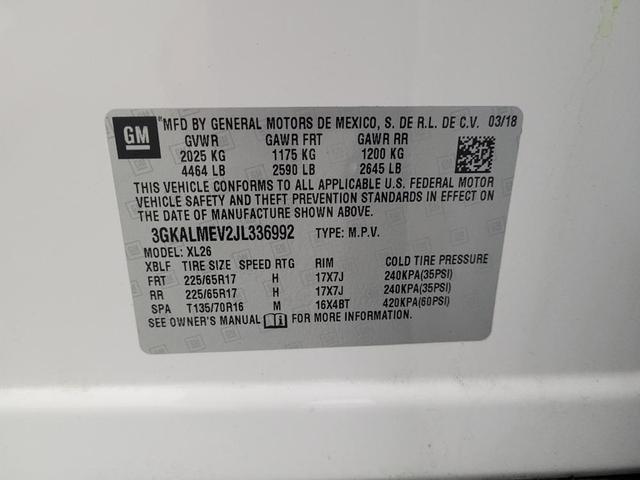 GM ®MFD BY GENERAL MOTORS DE MEXICO, S. DE R.L. DE C.V. 03/18
GVWR GAWR FRT GAWR RR
2025 KG 1175 KG 1200 KG
4464 LB 2590 LB 2645 LB
THIS VEHICLE CONFORMS TO ALL APPLICABLE U.S. FEDERAL MOTOR
VEHICLE SAFETY AND THEFT PREVENTION STANDARDS IN EFFECT ON
THE DATE OF MANUFACTURE SHOWN ABOVE.
3GKALMEV2JL336992 TYPE: M.P.V.
MODEL: XL26
XBLF TIRE SIZE SPEED RTG RIM COLD TIRE PRESSURE
FRT 225/65R17 H 17X7J 240KPA(35PSI)
RR 225/65R17 H 17X7J 240KPA(35PSI)
SPA T135/70R16 M 16X4BT 420KPA(60PSI)
SEE OWNER'S MANUAL FOR MORE INFORMATION.